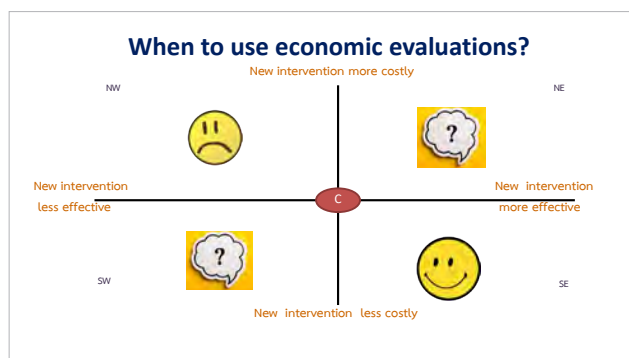 When to use economic evaluations?
New intervention more costly
NW
NE
?
New intervention
less effective
C
New intervention
more effective
?
SW
SE
New intervention less costly